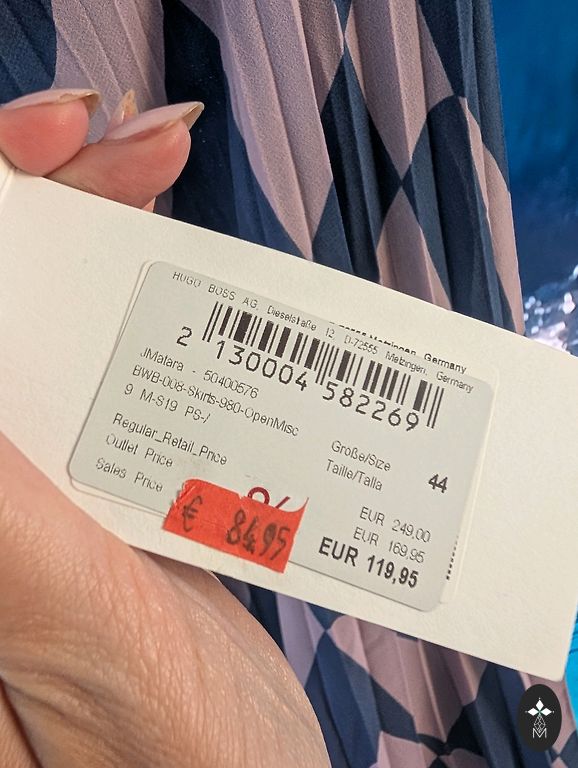 HUGO BOSS AG, Dieselstraße 12, D-72555 Metzingen, Germany
Metzingen, Germany
2 130004 582269
JMatara - 50400576
BWB-008-Skirts-980-OpenMisc
9 M-S19 PS-/
Größe/Size
Taille/Talla
44
Regular_Retail_Price EUR 249.00
Outlet Price EUR 169,95
Sales Price EUR 119,95
%
€ 84,95
M